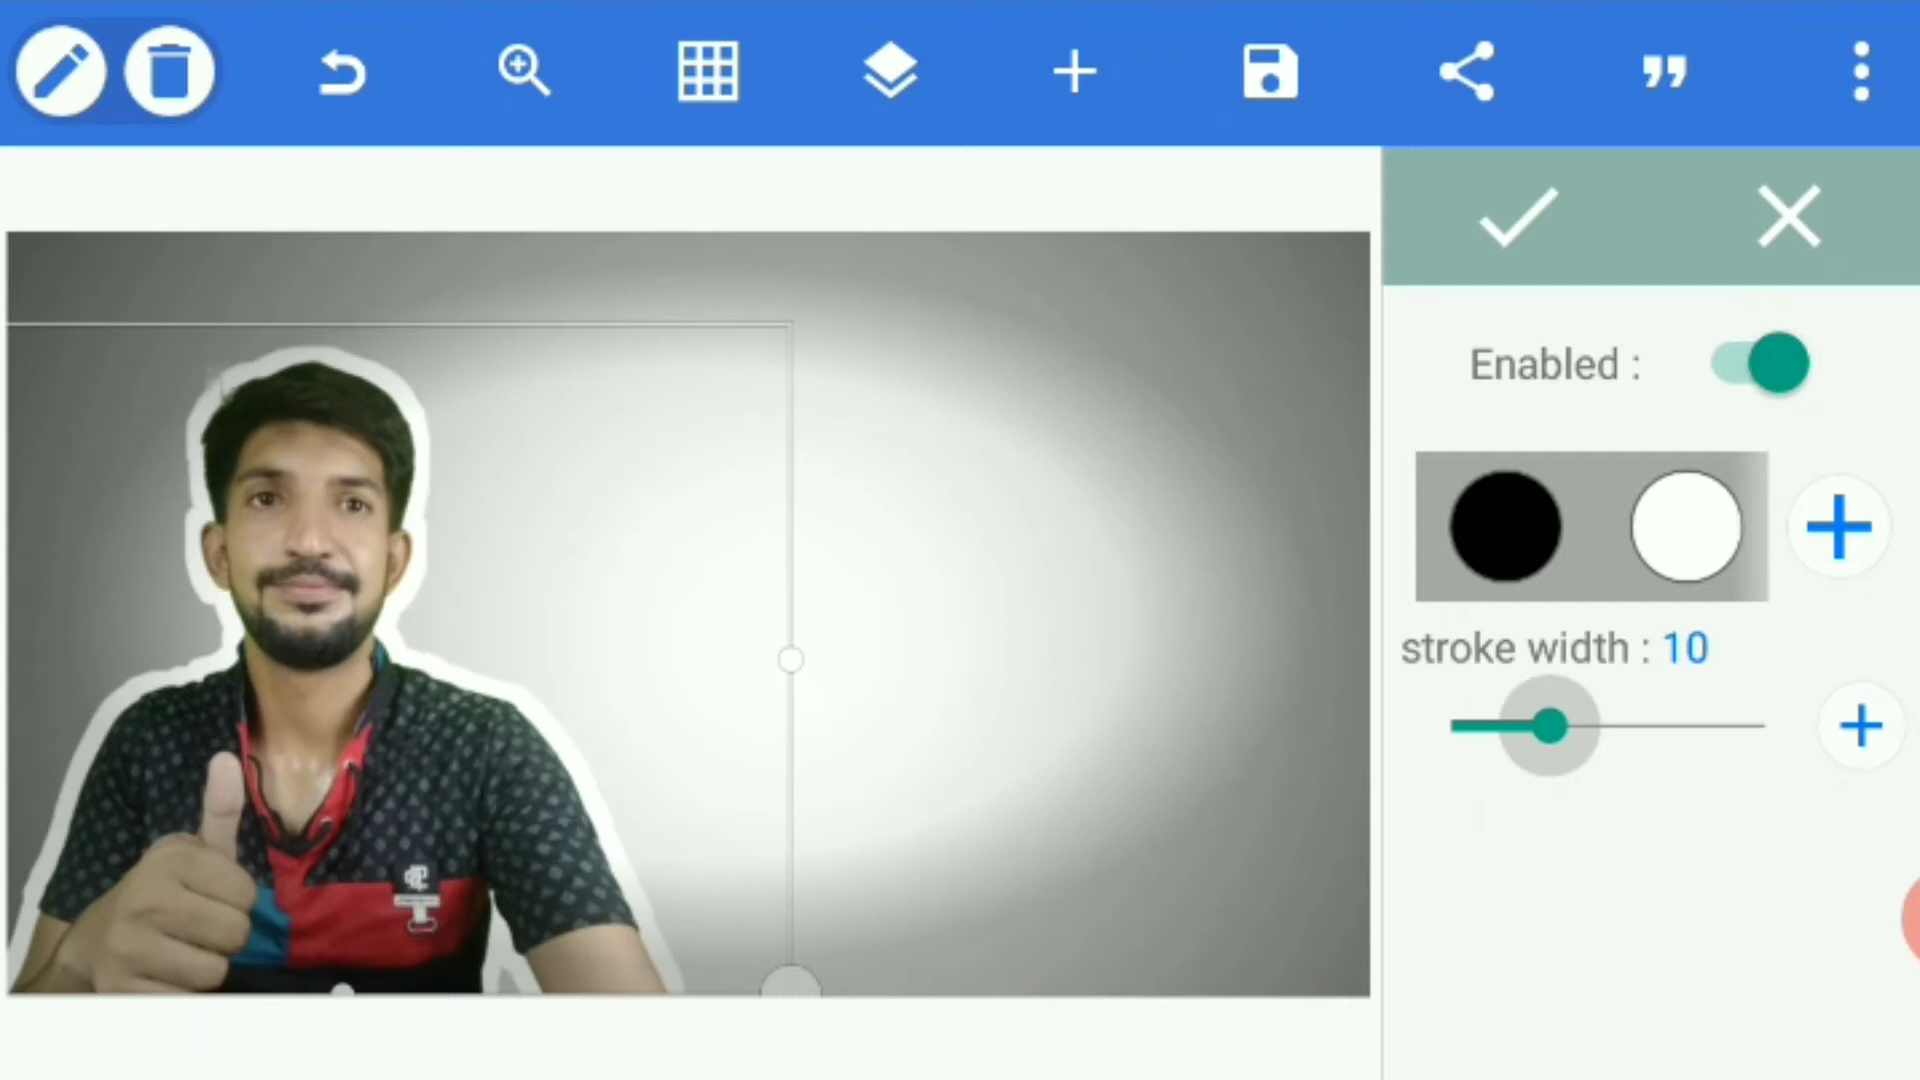 Enabled :
stroke width : 10